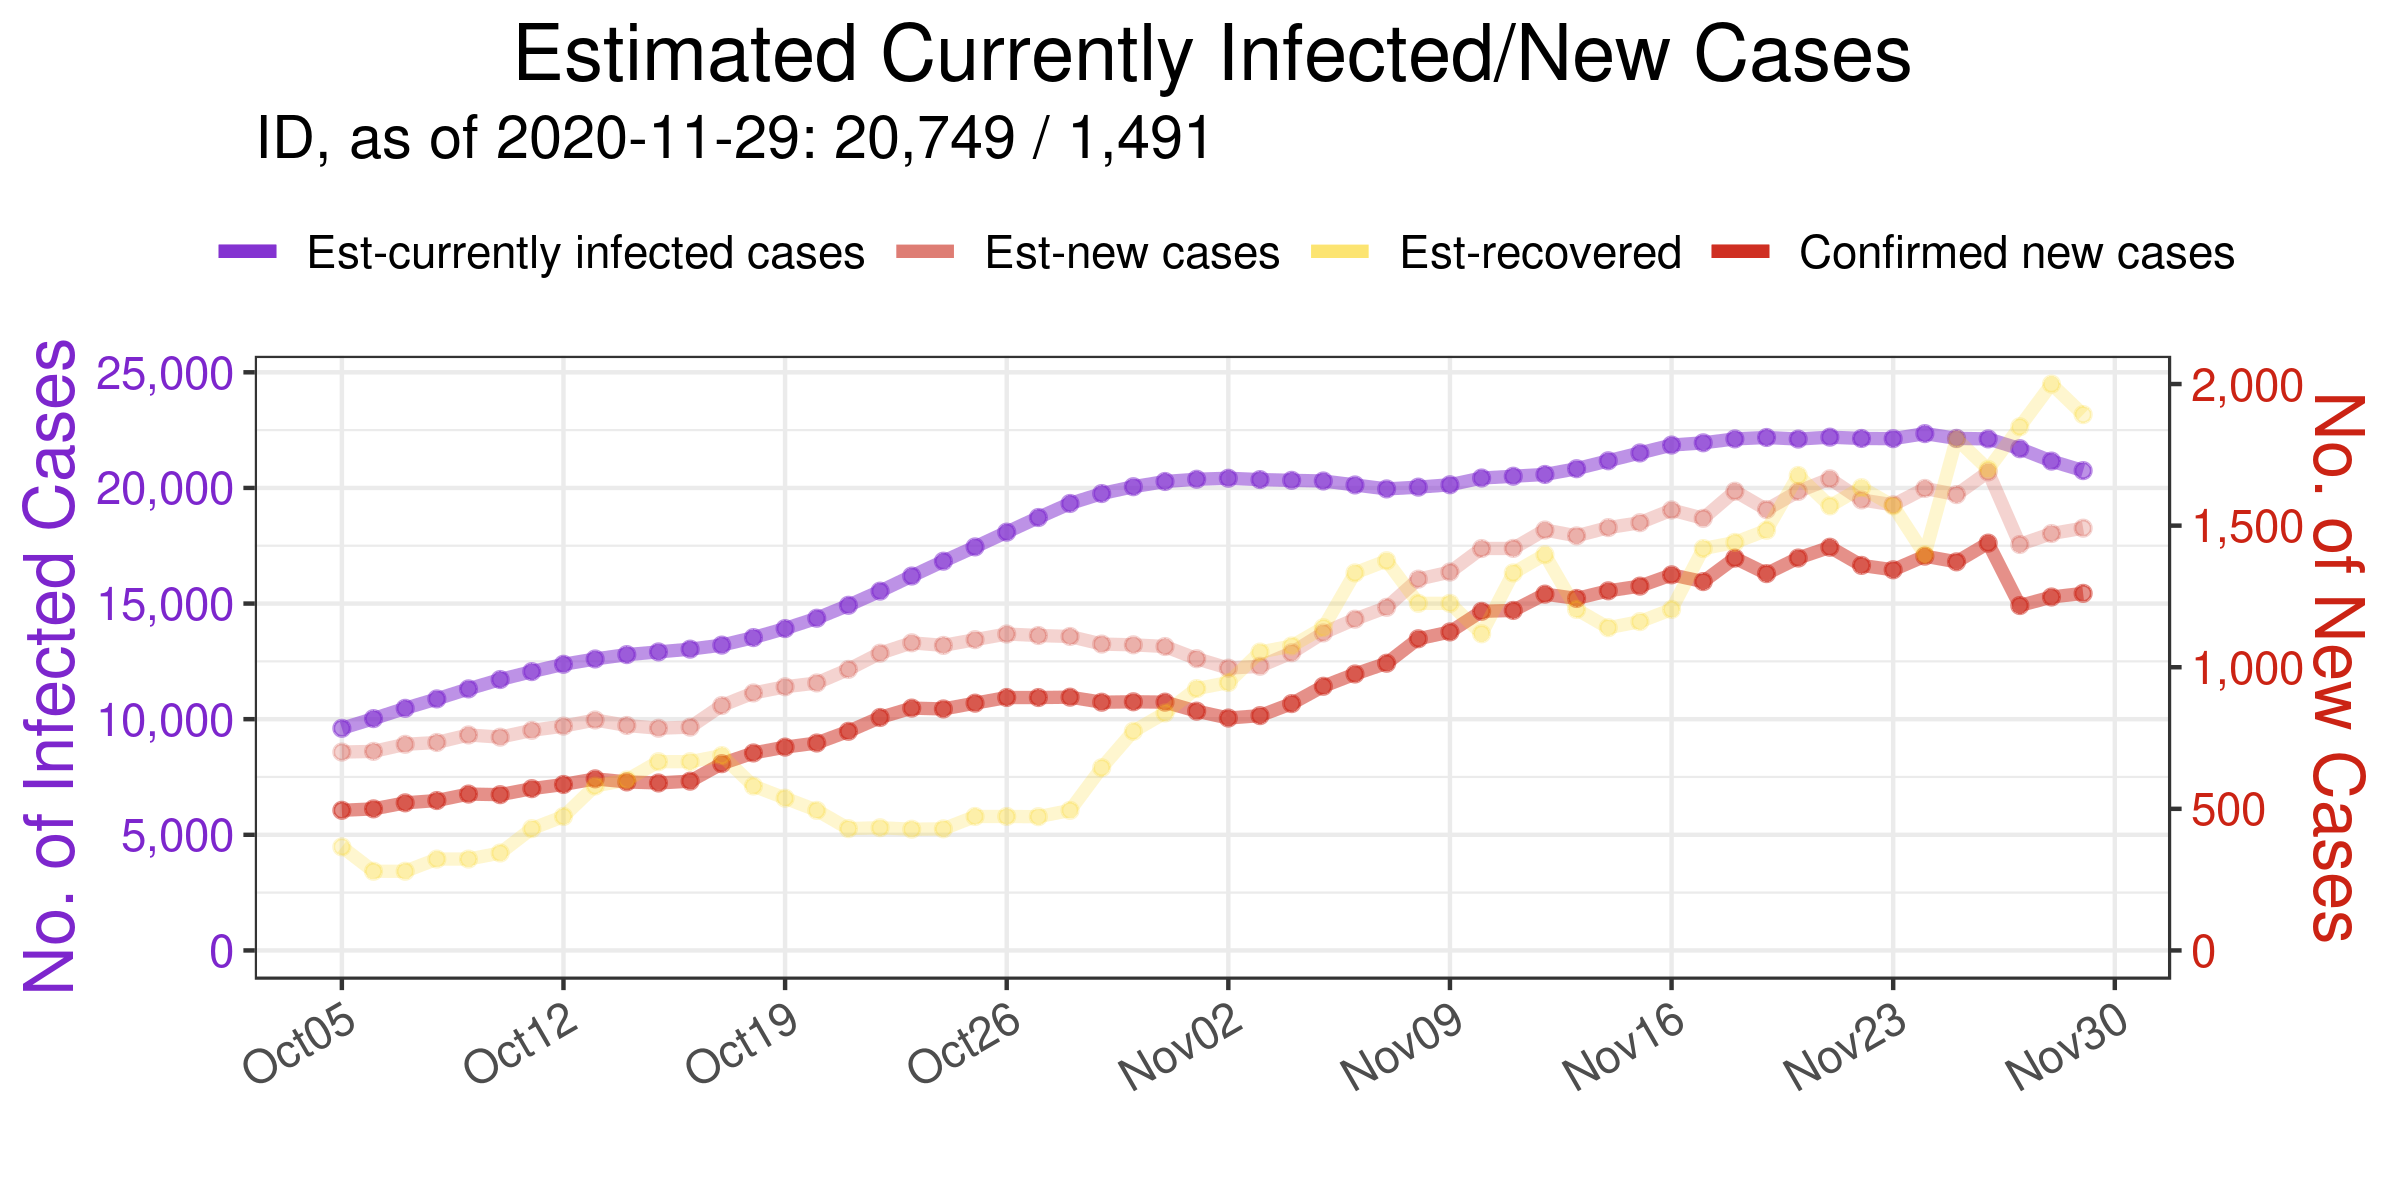 Estimated Currently Infected/New Cases
ID, as of 2020-11-29: 20,749 / 1,491
Est-currently infected cases Est-new cases Est-recovered Confirmed new cases
No. of Infected Cases
25,000
20,000
15,000
10,000
5,000
0
2,000
1,500
1,000
500
0
No. of New Cases
Oct05 Oct12 Oct19 Oct26 Nov02 Nov09 Nov16 Nov23 Nov30